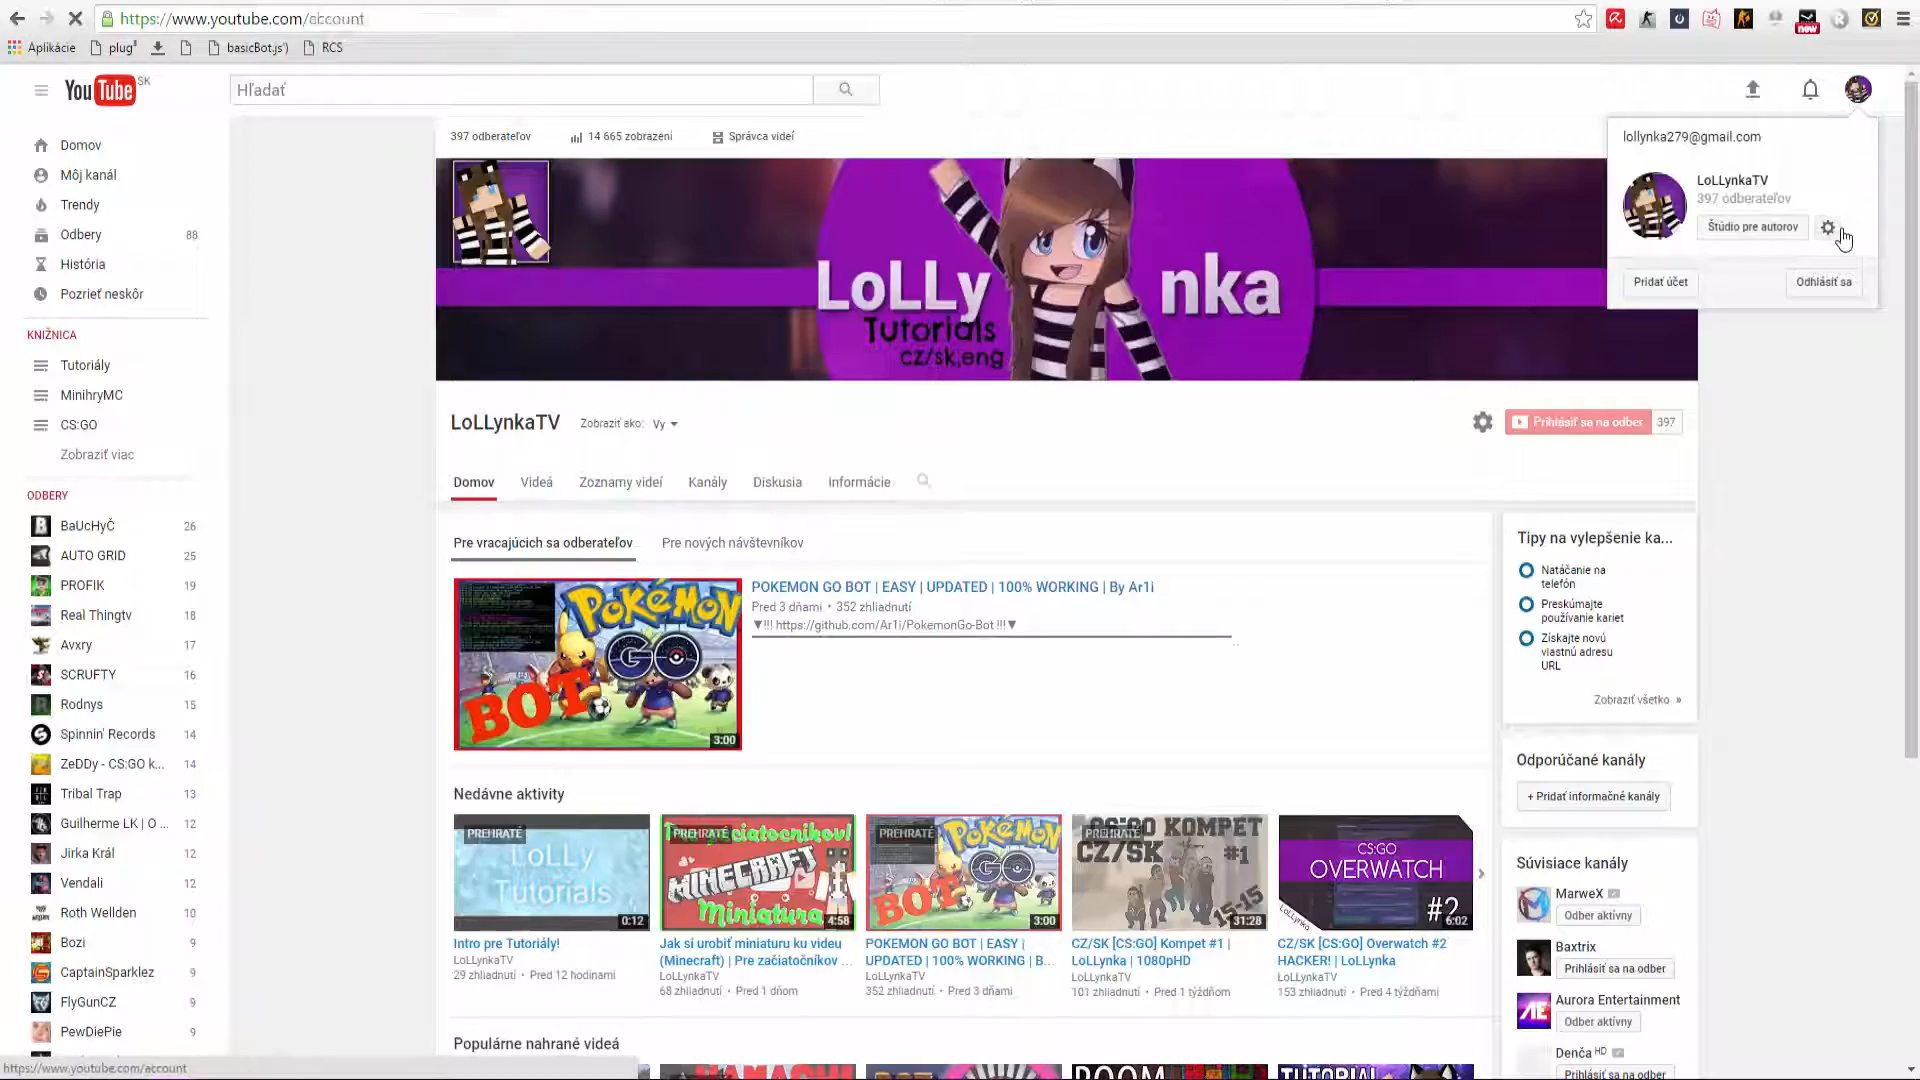 https://www.youtube.com/account
new
Aplikácie
plug³
basicBot.js')
RCS
YouTube SK
Hľadať
Domov
Môj kanál
Trendy
Odbery 88
História
Pozrieť neskôr
KNIŽNICA
Tutoriály
MinihryMC
CS:GO
Zobraziť viac
ODBERY
BaUcHyČ 26
AUTO GRID 25
PROFIK 19
Real Thingtv 18
Avxry 17
SCRUFTY 16
Rodnys 15
Spinnin' Records 14
ZeDDy - CS:GO k... 14
Tribal Trap 13
Guilherme LK | O ... 12
Jirka Král 12
Vendali 12
Roth Wellden 10
Bozi 9
CaptainSparklez 9
FlyGunCZ 9
PewDiePie 9
https://www.youtube.com/account
397 odberateľov
14 665 zobrazení
Správca videí
LoLLy nka
Tutorials
cz/sk,eng
lollynka279@gmail.com
LoLLynkaTV
397 odberateľov
Štúdio pre autorov
Pridať účet
Odhlásiť sa
LoLLynkaTV
Zobraziť ako: Vy
Prihlásiť sa na odber 397
Domov
Videá
Zoznamy videí
Kanály
Diskusia
Informácie
Pre vracajúcich sa odberateľov
Pre nových návštevníkov
POKÉMON
GO
BOT
3:00
POKEMON GO BOT | EASY | UPDATED | 100% WORKING | By Ar1i
Pred 3 dňami • 352 zhliadnutí
▼!!! https://github.com/Ar1i/PokemonGo-Bot !!!▼
Nedávne aktivity
PREHRATÉ
LoLLy
Tutorials
0:12
Intro pre Tutoriály!
LoLLynkaTV
29 zhliadnutí • Pred 12 hodinami
PREHRATÉ
MINECRAFT
Miniatura
4:58
Jak si urobiť miniaturu ku videu
(Minecraft) | Pre začiatočníkov ...
LoLLynkaTV
68 zhliadnutí • Pred 1 dňom
PREHRATÉ
POKÉMON
GO
BOT
3:00
POKEMON GO BOT | EASY |
UPDATED | 100% WORKING | B...
LoLLynkaTV
352 zhliadnutí • Pred 3 dňami
PREHRATÉ
CS:GO KOMPET
CZ/SK #1
15-15
31:28
CZ/SK [CS:GO] Kompet #1 |
LoLLynka | 1080pHD
LoLLynkaTV
101 zhliadnutí • Pred 1 týždňom
CS:GO
OVERWATCH
#2
LoLLynka
6:02
CZ/SK [CS:GO] Overwatch #2
HACKER! | LoLLynka
LoLLynkaTV
153 zhliadnutí • Pred 4 týždňami
Populárne nahrané videá
HAMACHI
BOT
ROOM
TUTORIAL
Tipy na vylepšenie ka...
Natáčanie na
telefón
Preskúmajte
používanie kariet
Získajte novú
vlastnú adresu
URL
Zobraziť všetko »
Odporúčané kanály
+ Pridať informačné kanály
Súvisiace kanály
MarweX
Odber aktívny
Baxtrix
Prihlásiť sa na odber
AE
Aurora Entertainment
Odber aktívny
Denča HD
Prihlásiť sa na odber